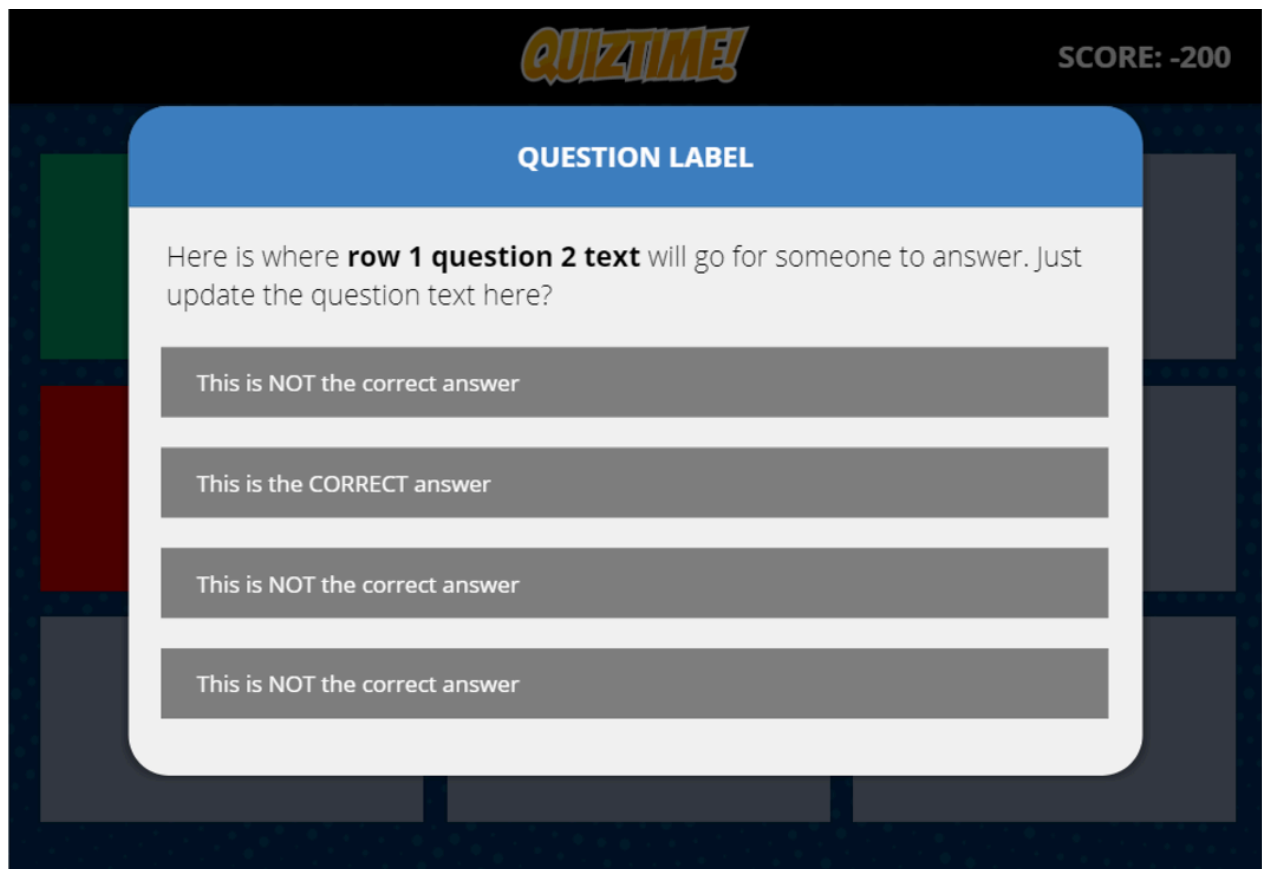 QUIZTIME!
SCORE: -200
QUESTION LABEL
Here is where row 1 question 2 text will go for someone to answer. Just
update the question text here?
This is NOT the correct answer
This is the CORRECT answer
This is NOT the correct answer
This is NOT the correct answer